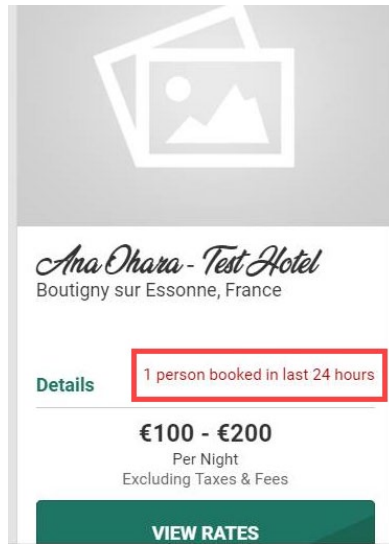 Ana Ohara - Test Hotel
Boutigny sur Essonne, France
1 person booked in last 24 hours
Details
€100 - €200
Per Night
Excluding Taxes & Fees
VIEW RATES